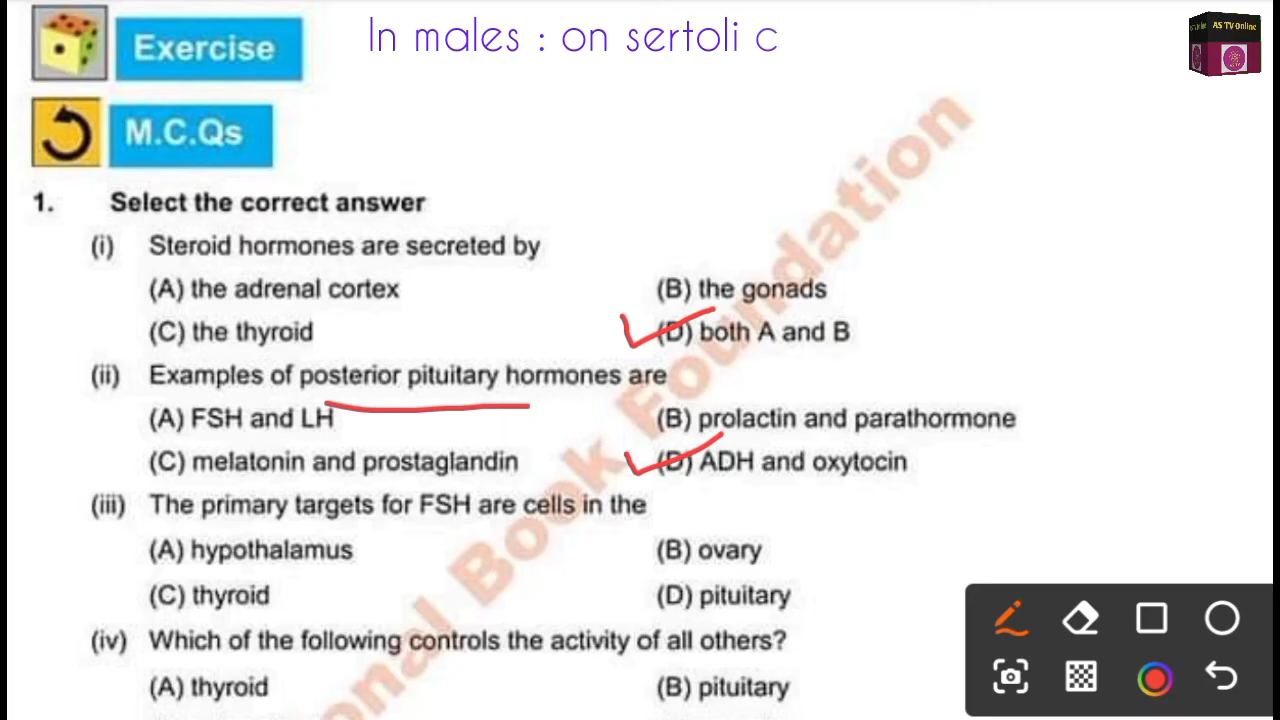 Exercise
In males : on sertoli c
AS TV Online
M.C.Qs
1. Select the correct answer
(i) Steroid hormones are secreted by
(A) the adrenal cortex (B) the gonads
(C) the thyroid (D) both A and B
(ii) Examples of posterior pituitary hormones are
(A) FSH and LH (B) prolactin and parathormone
(C) melatonin and prostaglandin (D) ADH and oxytocin
(iii) The primary targets for FSH are cells in the
(A) hypothalamus (B) ovary
(C) thyroid (D) pituitary
(iv) Which of the following controls the activity of all others?
(A) thyroid (B) pituitary
onal Book Foundation